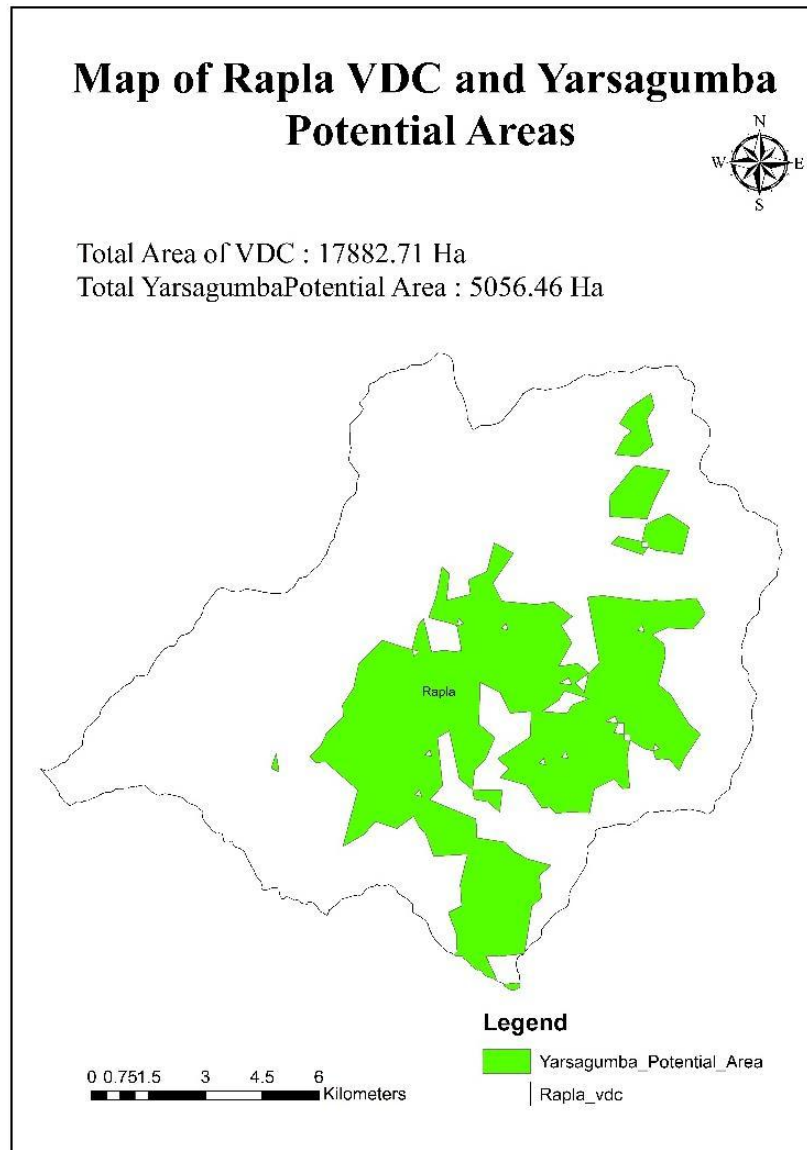 Map of Rapla VDC and Yarsagumba
Potential Areas
N
W E
S
Total Area of VDC : 17882.71 Ha
Total YarsagumbaPotential Area : 5056.46 Ha
Rapla
Legend
Yarsagumba_Potential_Area
Rapla_vdc
0 0.751.5 3 4.5 6
Kilometers